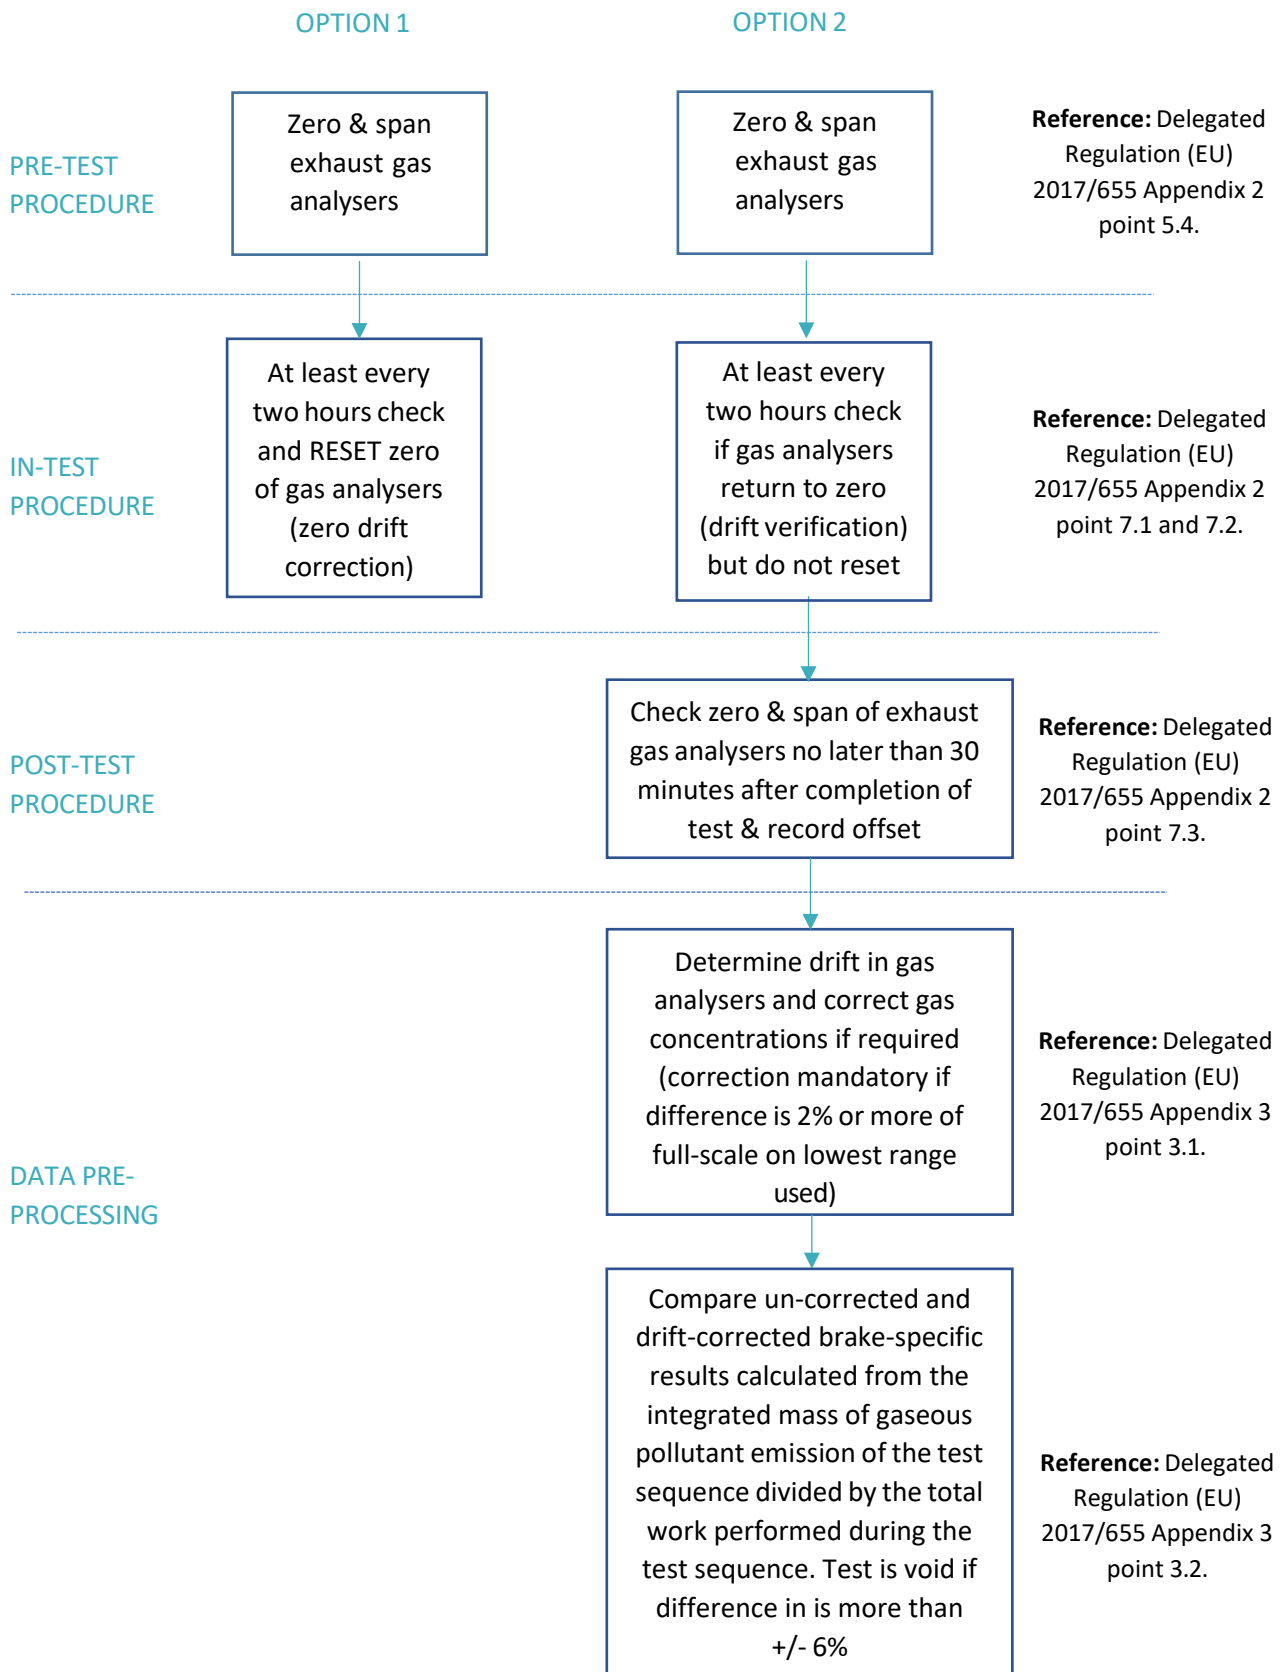 OPTION 1
OPTION 2
PRE-TEST
PROCEDURE
Zero & span
exhaust gas
analysers
Zero & span
exhaust gas
analysers
Reference: Delegated
Regulation (EU)
2017/655 Appendix 2
point 5.4.
IN-TEST
PROCEDURE
At least every
two hours check
and RESET zero
of gas analysers
(zero drift
correction)
At least every
two hours check
if gas analysers
return to zero
(drift verification)
but do not reset
Reference: Delegated
Regulation (EU)
2017/655 Appendix 2
point 7.1 and 7.2.
POST-TEST
PROCEDURE
Check zero & span of exhaust
gas analysers no later than 30
minutes after completion of
test & record offset
Reference: Delegated
Regulation (EU)
2017/655 Appendix 2
point 7.3.
DATA PRE-
PROCESSING
Determine drift in gas
analysers and correct gas
concentrations if required
(correction mandatory if
difference is 2% or more of
full-scale on lowest range
used)
Reference: Delegated
Regulation (EU)
2017/655 Appendix 3
point 3.1.
Compare un-corrected and
drift-corrected brake-specific
results calculated from the
integrated mass of gaseous
pollutant emission of the test
sequence divided by the total
work performed during the
test sequence. Test is void if
difference in is more than
+/- 6%
Reference: Delegated
Regulation (EU)
2017/655 Appendix 3
point 3.2.